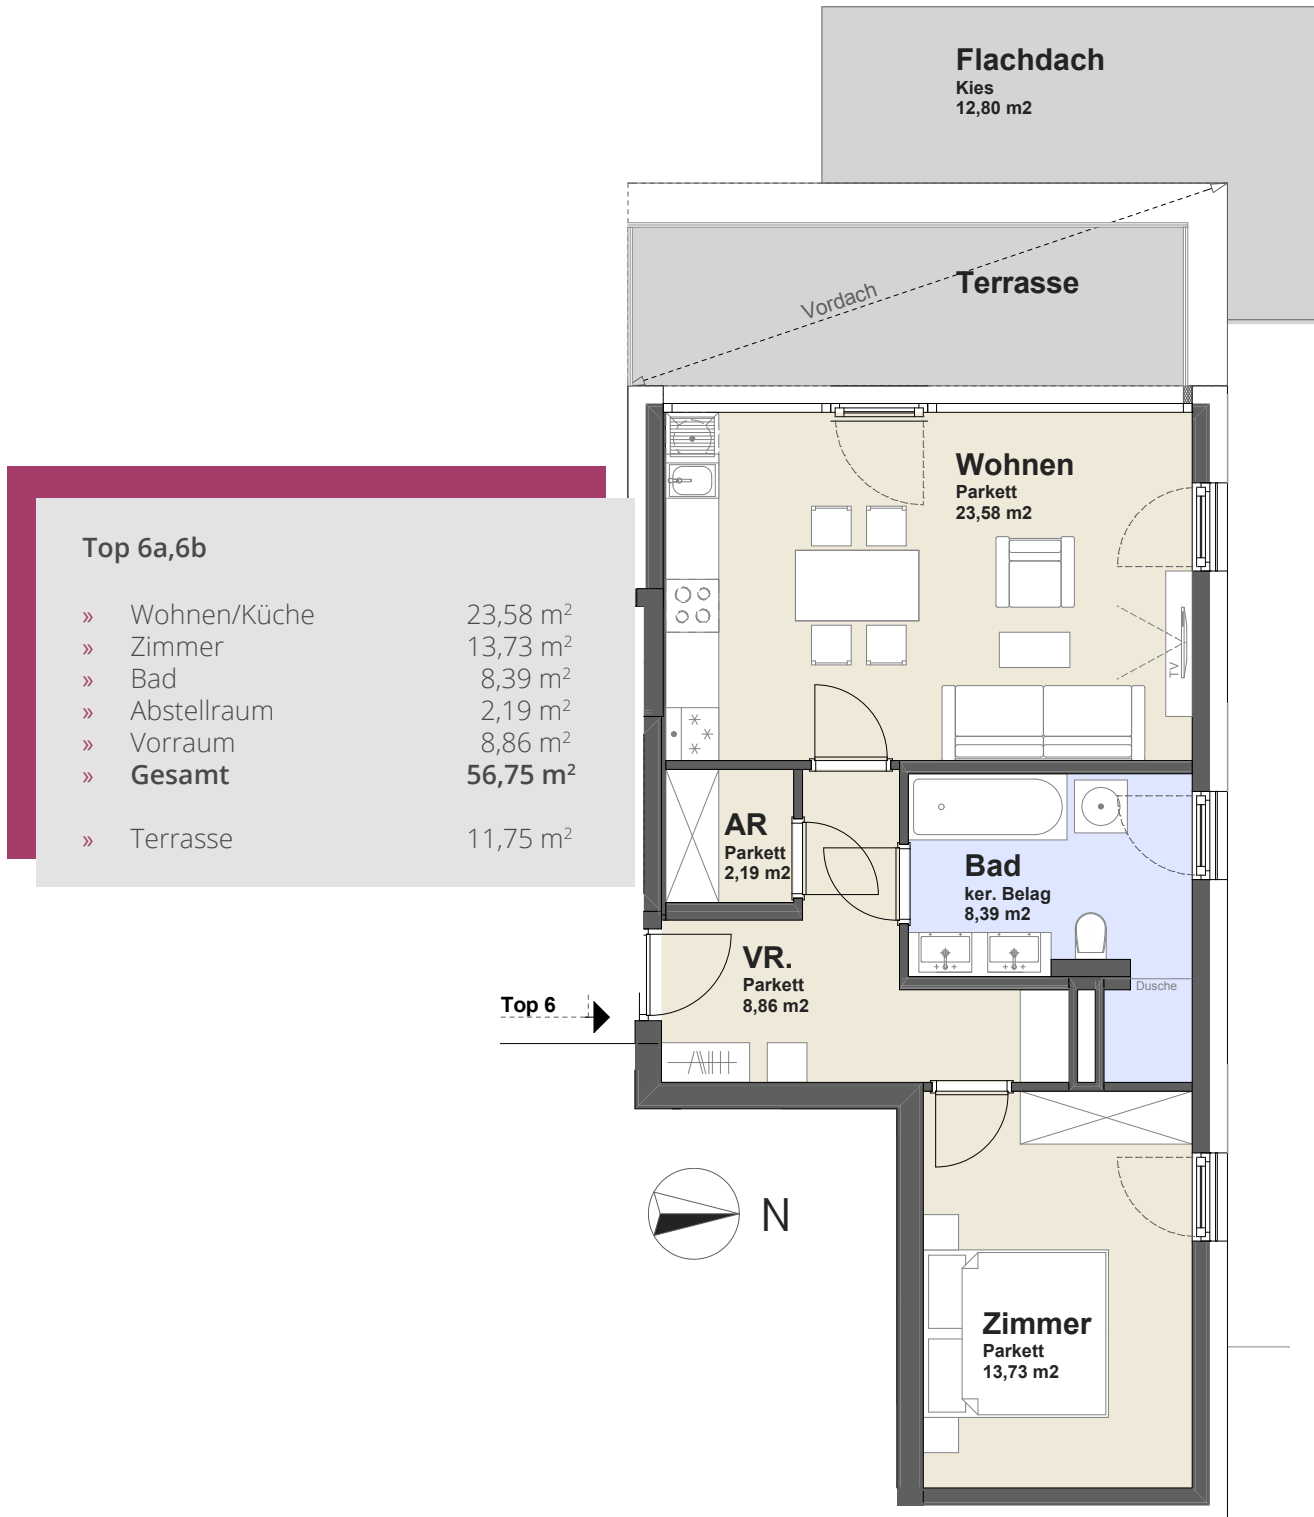 Flachdach
Kies
12,80 m2
Terrasse
Vordach
Wohnen
Parkett
23,58 m2
TV
Top 6a,6b
» Wohnen/Küche 23,58 m²
» Zimmer 13,73 m²
» Bad 8,39 m²
» Abstellraum 2,19 m²
» Vorraum 8,86 m²
» Gesamt 56,75 m²
» Terrasse 11,75 m²
AR
Parkett
2,19 m2
Bad
ker. Belag
8,39 m2
VR.
Parkett
8,86 m2
Dusche
Top 6
N
Zimmer
Parkett
13,73 m2